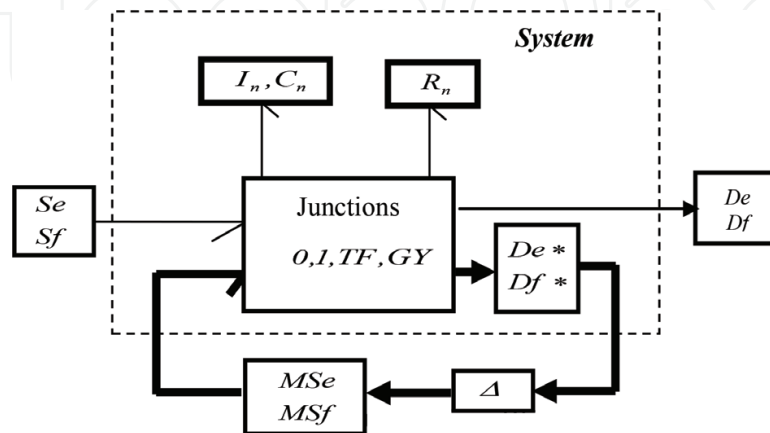 System
I_n, C_n
R_n
Se
Sf
Junctions
0,1,TF,GY
De
Df
De *
Df *
MSe
MSf
Δ